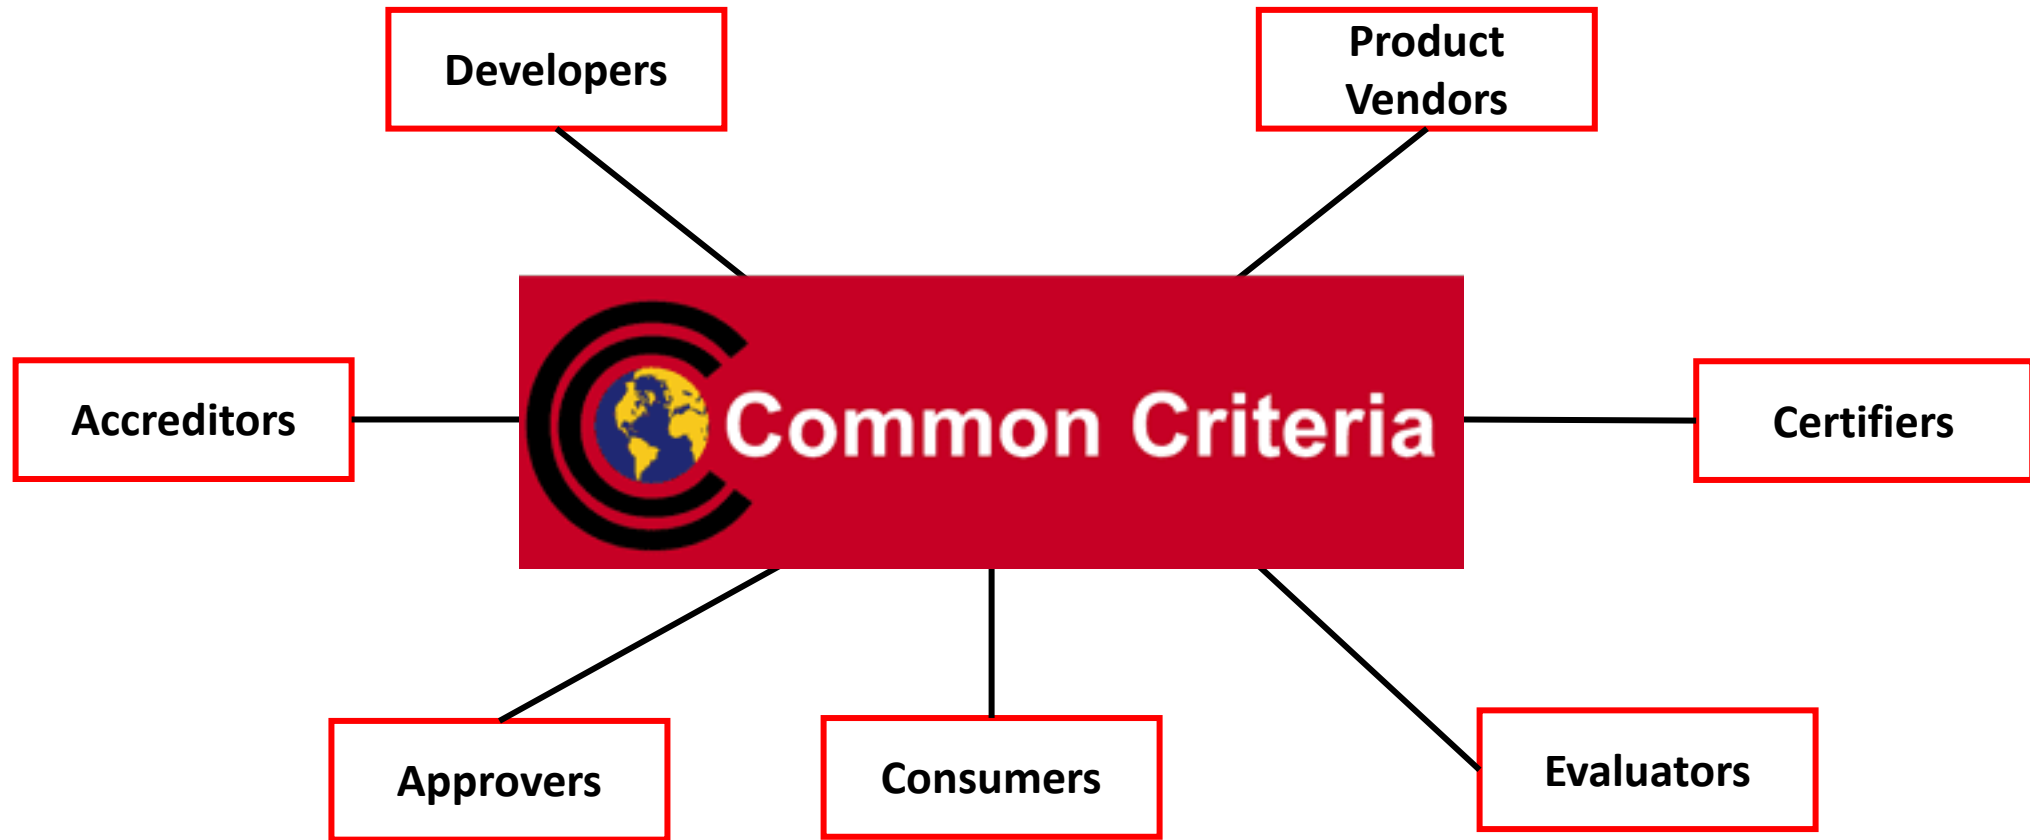 Developers
Product
Vendors
Accreditors
Common Criteria
Certifiers
Approvers
Consumers
Evaluators